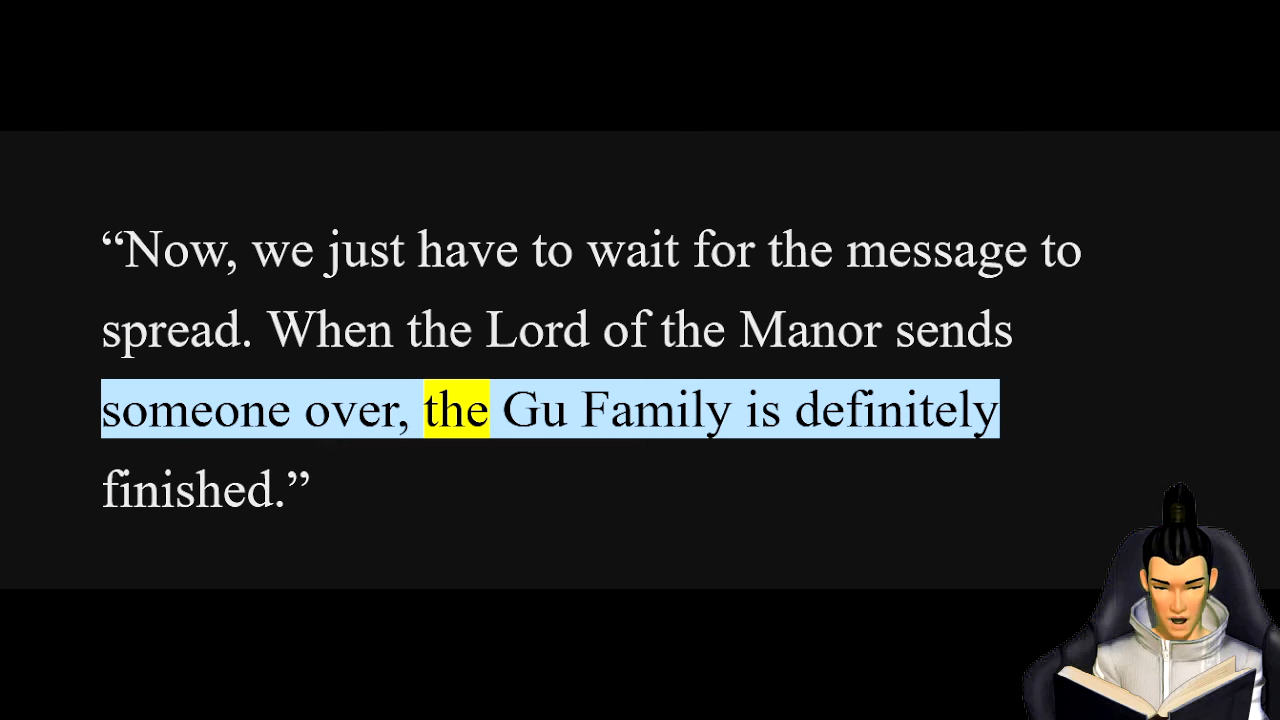 “Now, we just have to wait for the message to
spread. When the Lord of the Manor sends
someone over, the Gu Family is definitely
finished.”